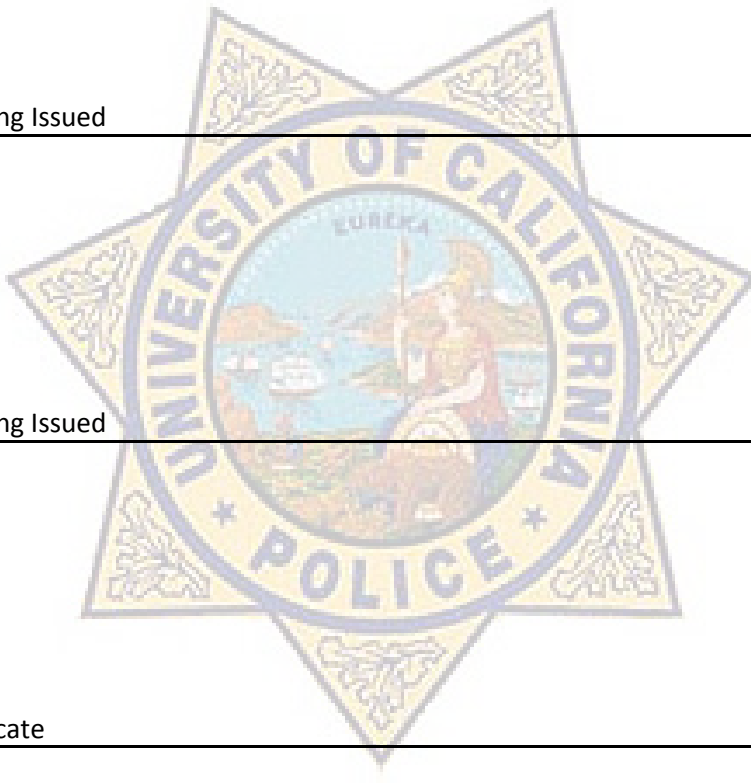 ng Issued
UNIVERSITY OF CALIFORNIA
EUREKA
ng Issued
* POLICE *
cate